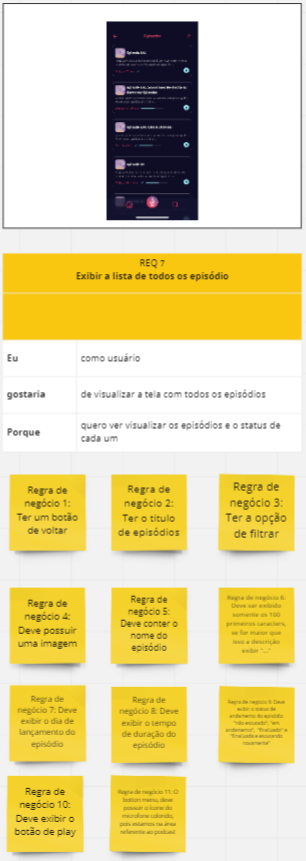 Episódios
REQ 7
Exibir a lista de todos os episódio
Eu
como usuário
gostaria
de visualizar a tela com todos os episódios
Porque
quero ver visualizar os episódios e o status de
cada um
Regra de
negócio 1:
Ter um botão
de voltar
Regra de
negócio 2:
Ter o titulo
de episódios
Regra de
negócio 3:
Ter a opção
de filtrar
Regra de
negócio 4:
Deve possuir
uma imagem
Regra de
negócio 5:
Deve conter o
nome do
episódio
Regra de negócio 6:
Deve ser exibido
somente os 100
primeiros caracters,
se for maior que
isso a descrição
exibir "..."
Regra de
negócio 7: Deve
exibir o dia de
lançamento do
episódio
Regra de
negócio 8: Deve
exibir o tempo
de duração do
episódio
Regra de negócio 9: Deve
exibir o status de
andamento do episódio
"não escutado", "em
andamento", "finalizado" e
"finalizado e escutando
novamente"
Regra de
negócio 10:
Deve exibir o
botão de play
Regra de negócio 11: O
bottom menu, deve
possuir o ícone do
microfone colorido,
pois estamos na área
referente ao podcast